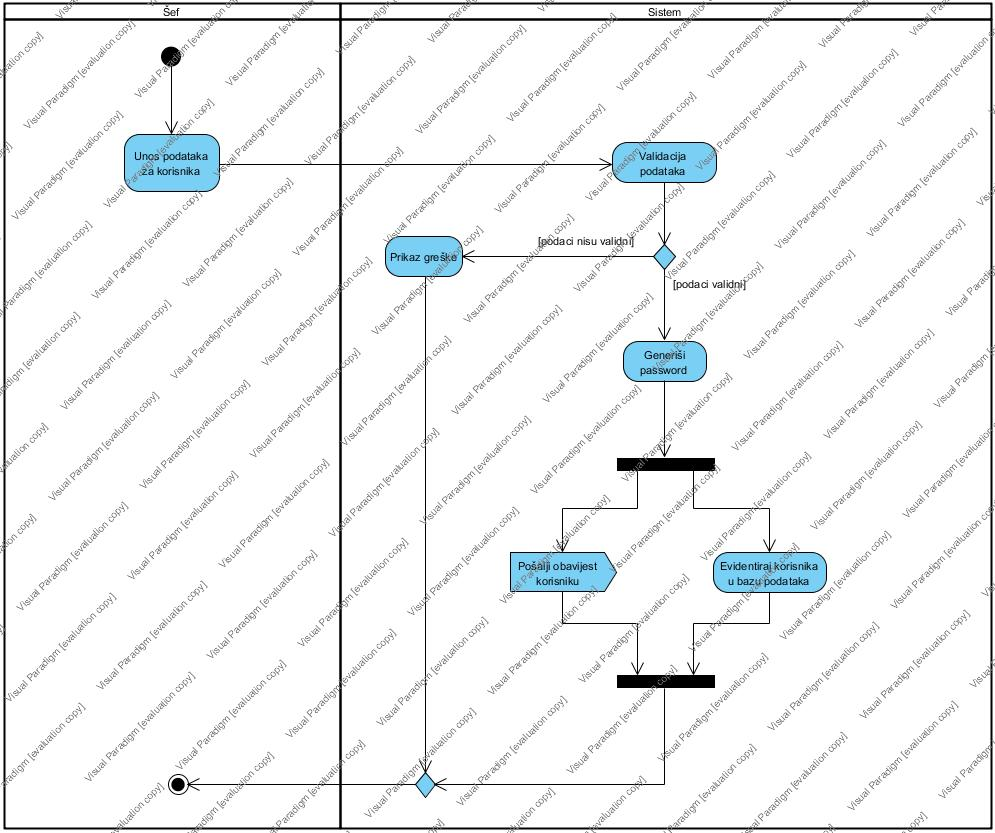 Šef
Sistem
Unos podataka
za korisnika
Validacija
podataka
[podaci nisu validni]
Prikaz greške
[podaci validni]
Generiši
password
Pošalji obavijest
korisniku
Evidentiraj korisnika
u bazu podataka
Visual Paradigm [evaluation copy]